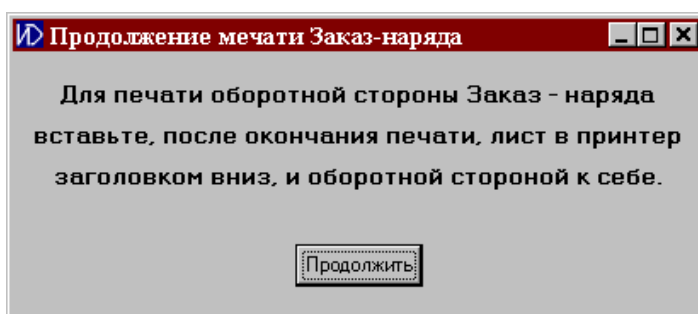 ИД Продолжение мечати Заказ-наряда
Для печати оборотной стороны Заказ - наряда
вставьте, после окончания печати, лист в принтер
заголовком вниз, и оборотной стороной к себе.
Продолжить